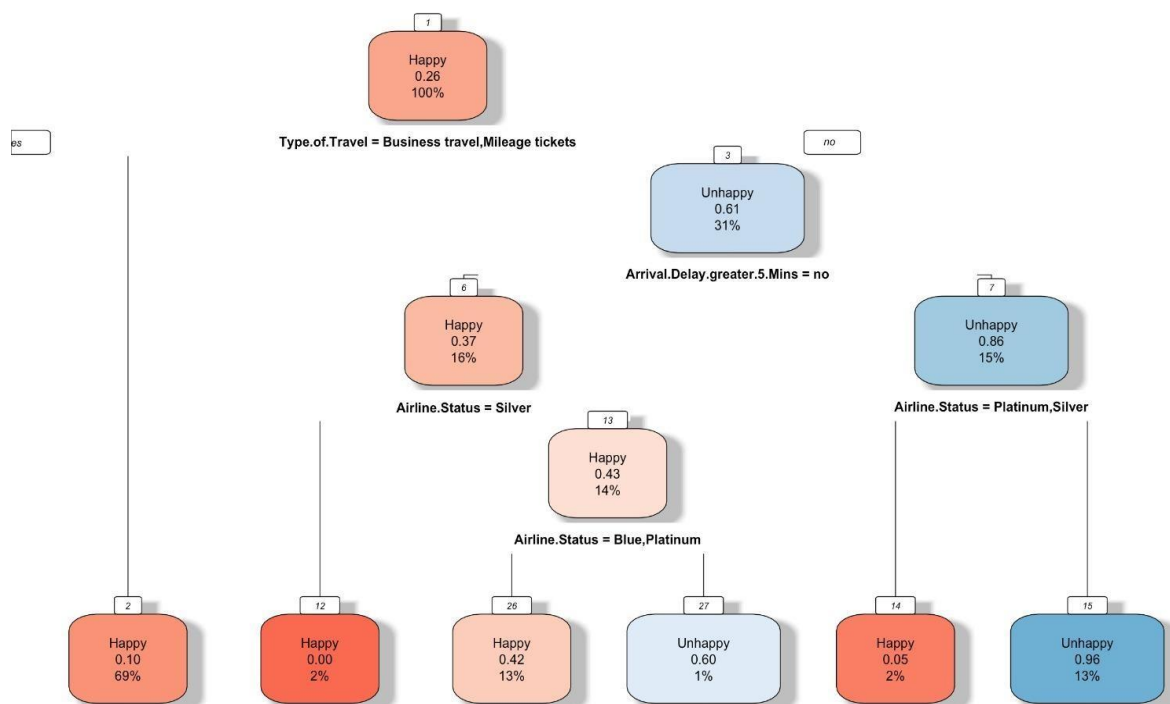 1
Happy
0.26
100%
Type.of.Travel = Business travel,Mileage tickets
es
no
3
Unhappy
0.61
31%
Arrival.Delay.greater.5.Mins = no
6
Happy
0.37
16%
Airline.Status = Silver
7
Unhappy
0.86
15%
Airline.Status = Platinum,Silver
13
Happy
0.43
14%
Airline.Status = Blue,Platinum
2
Happy
0.10
69%
12
Happy
0.00
2%
26
Happy
0.42
13%
27
Unhappy
0.60
1%
14
Happy
0.05
2%
15
Unhappy
0.96
13%